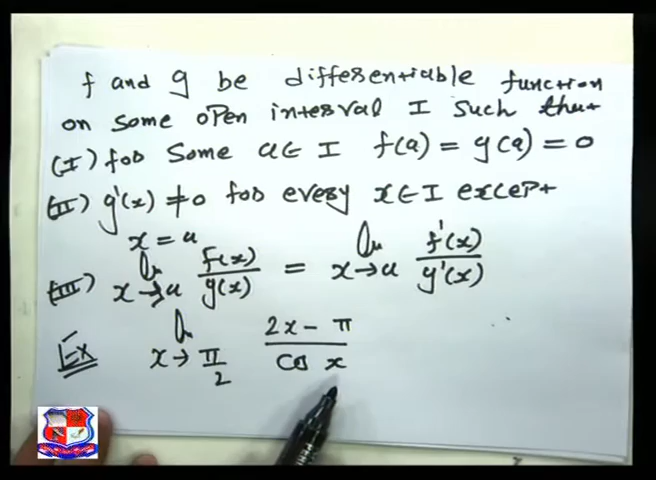 f and g be differentiable function
on some open interval I such that
(I) for some a ∈ I f(a) = g(a) = 0
(II) g'(x) ≠ 0 for every x ∈ I except
x = a
(III) lim x→a f(x)/g(x) = lim x→a f'(x)/g'(x)
Ex lim x→π/2 (2x - π)/cos x